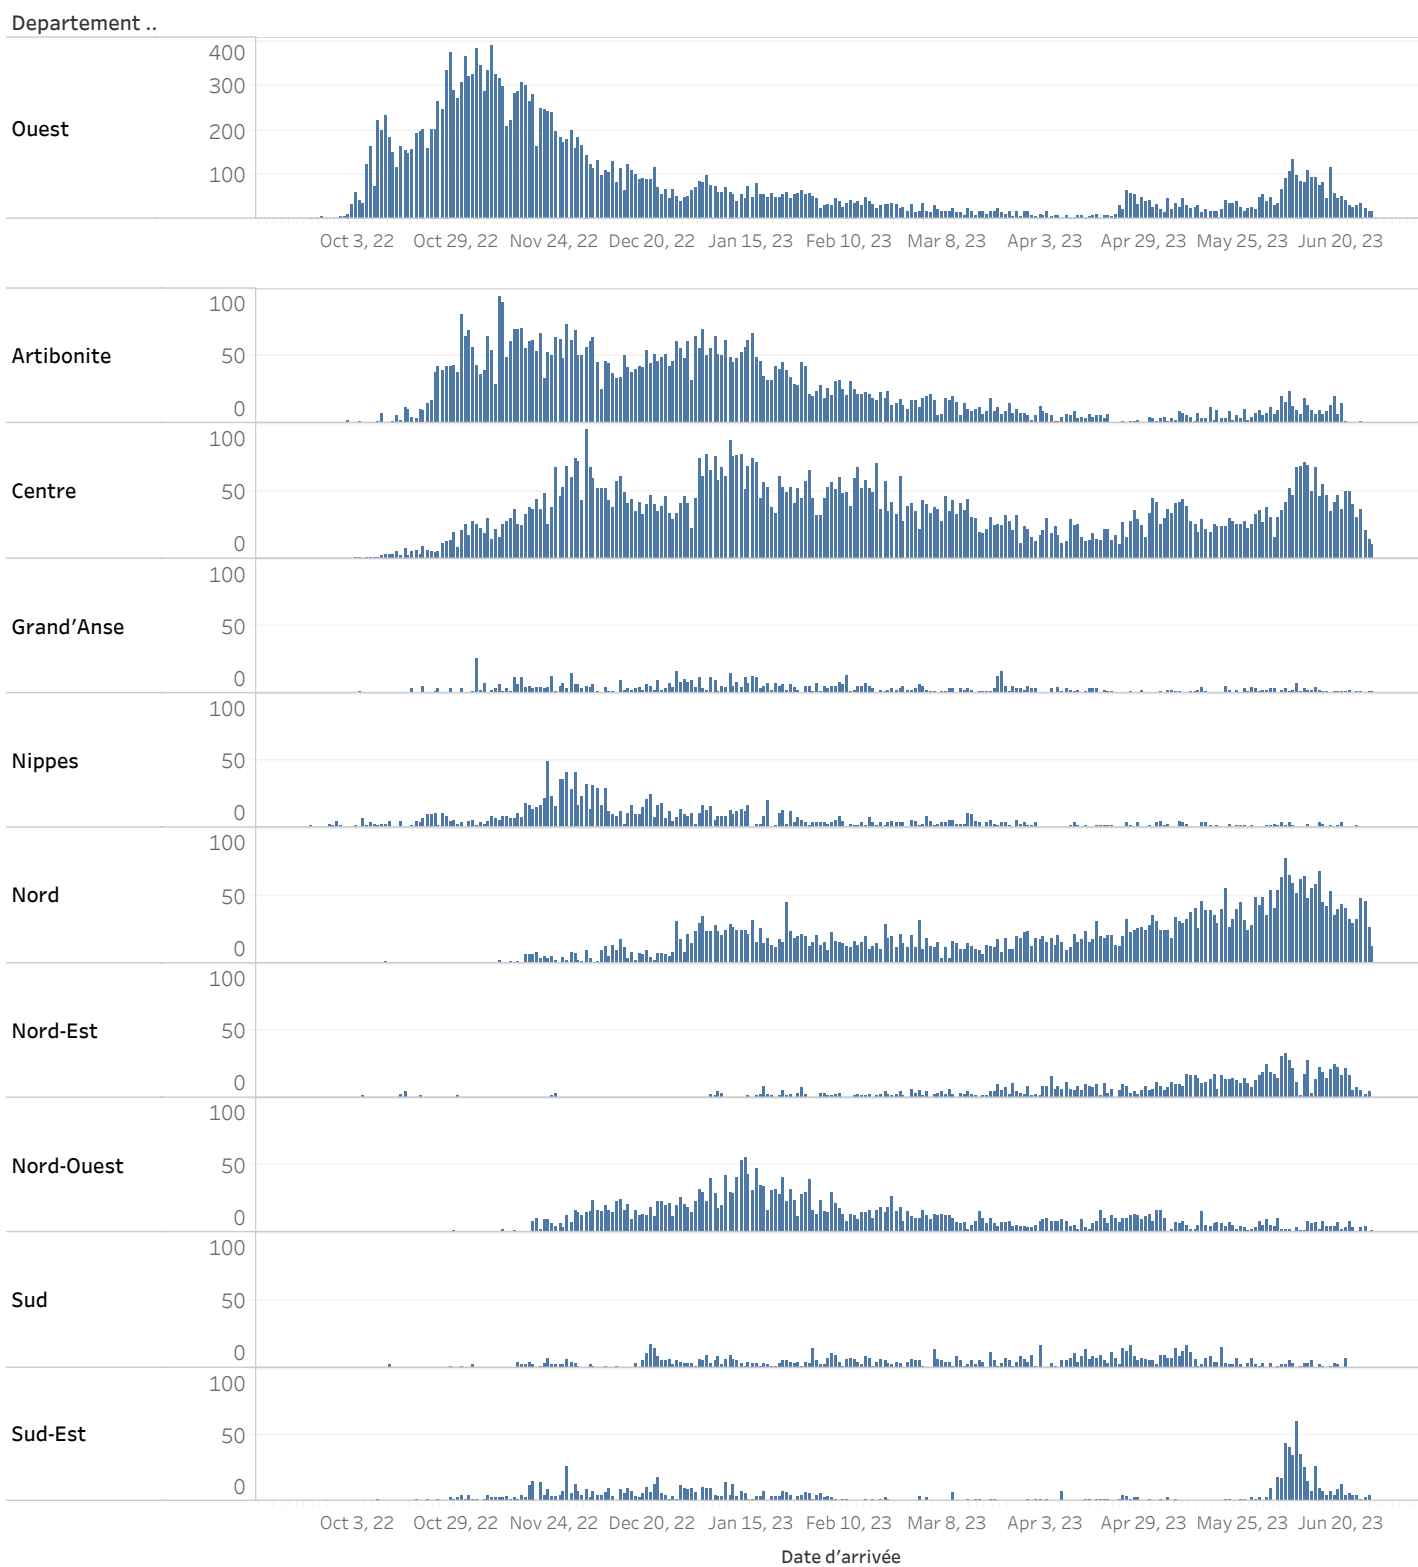 Departement ..
400
300
Ouest
200
100
Oct 3, 22 Oct 29, 22 Nov 24, 22 Dec 20, 22 Jan 15, 23 Feb 10, 23 Mar 8, 23 Apr 3, 23 Apr 29, 23 May 25, 23 Jun 20, 23
100
Artibonite
50
0
100
Centre
50
0
100
Grand'Anse
50
0
100
Nippes
50
0
100
Nord
50
0
100
Nord-Est
50
0
100
Nord-Ouest
50
0
100
Sud
50
0
100
Sud-Est
50
0
Oct 3, 22 Oct 29, 22 Nov 24, 22 Dec 20, 22 Jan 15, 23 Feb 10, 23 Mar 8, 23 Apr 3, 23 Apr 29, 23 May 25, 23 Jun 20, 23
Date d'arrivée